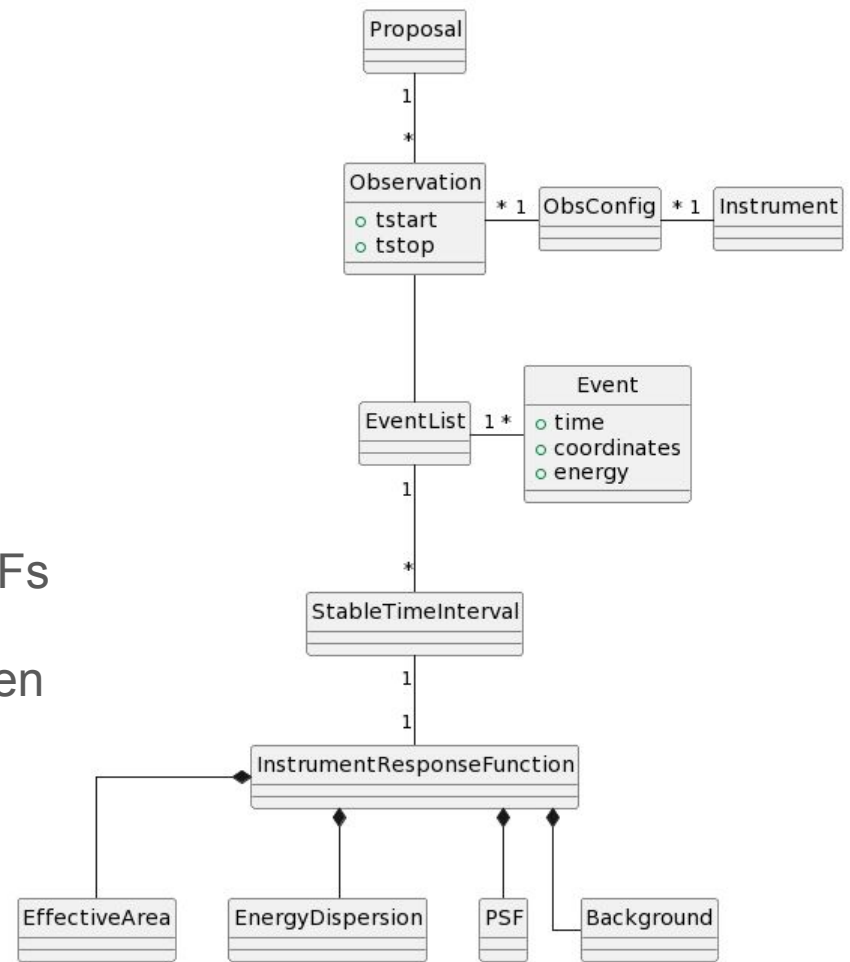 Proposal
1
*
Observation
tstart
tstop
* 1
ObsConfig
* 1
Instrument
Event
time
coordinates
energy
EventList
1 *
1
*
Fs
StableTimeInterval
en
1
1
InstrumentResponseFunction
EffectiveArea
EnergyDispersion
PSF
Background